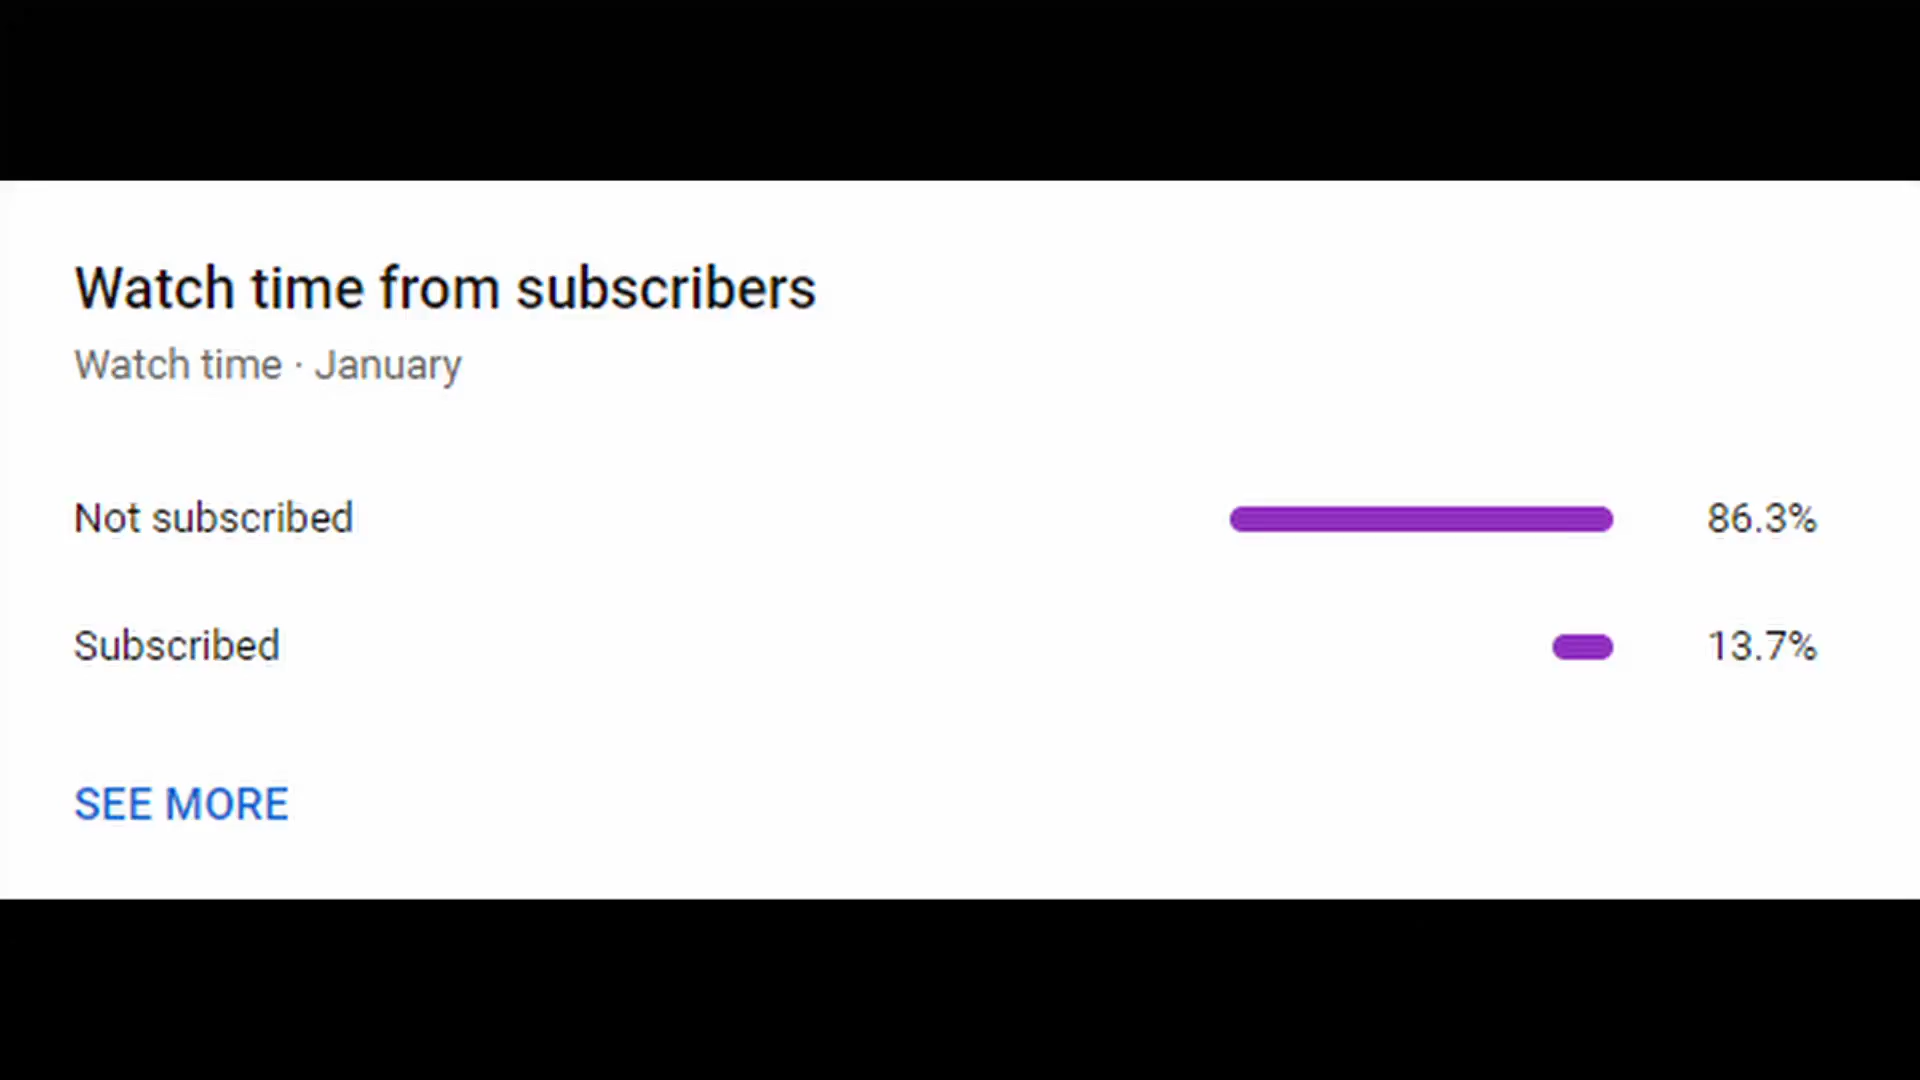 Watch time from subscribers
Watch time · January
Not subscribed 86.3%
Subscribed 13.7%
SEE MORE